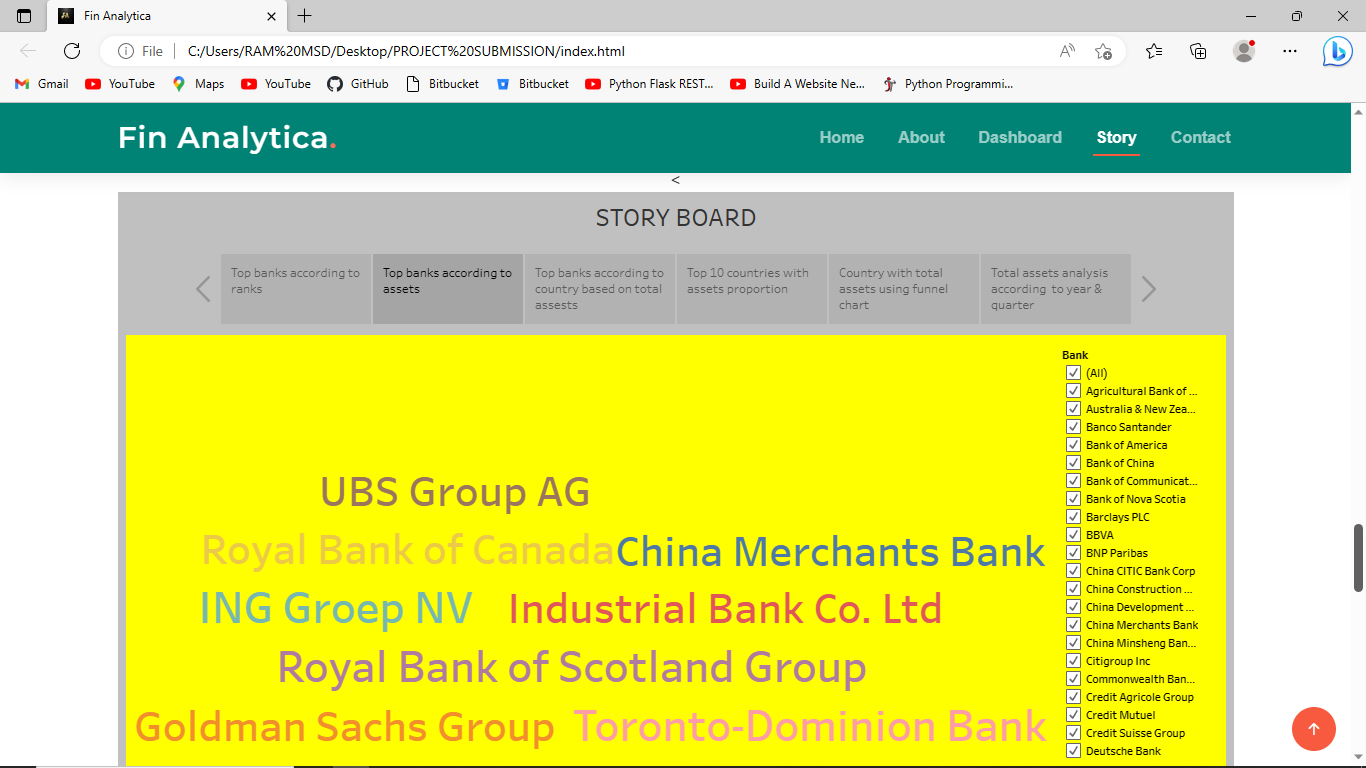 Fin Analytica
File C:/Users/RAM%20MSD/Desktop/PROJECT%20SUBMISSION/index.html
Gmail YouTube Maps YouTube GitHub Bitbucket Bitbucket Python Flask REST... Build A Website Ne... Python Programmi...
Fin Analytica. Home About Dashboard Story Contact
<
STORY BOARD
Top banks according to
ranks
Top banks according to
assets
Top banks according to
country based on total
assests
Top 10 countries with
assets proportion
Country with total
assets using funnel
chart
Total assets analysis
according to year &
quarter
UBS Group AG
Royal Bank of Canada China Merchants Bank
ING Groep NV Industrial Bank Co. Ltd
Royal Bank of Scotland Group
Goldman Sachs Group Toronto-Dominion Bank
Bank
(All)
Agricultural Bank of ...
Australia & New Zea...
Banco Santander
Bank of America
Bank of China
Bank of Communicat...
Bank of Nova Scotia
Barclays PLC
BBVA
BNP Paribas
China CITIC Bank Corp
China Construction ...
China Development ...
China Merchants Bank
China Minsheng Ban...
Citigroup Inc
Commonwealth Ban...
Credit Agricole Group
Credit Mutuel
Credit Suisse Group
Deutsche Bank